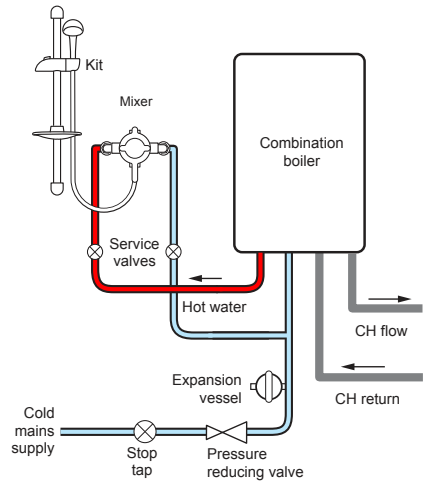 Kit
Mixer
Combination
boiler
Service
valves
Hot water
CH flow
Expansion
vessel
CH return
Cold
mains
supply
Stop
tap
Pressure
reducing valve